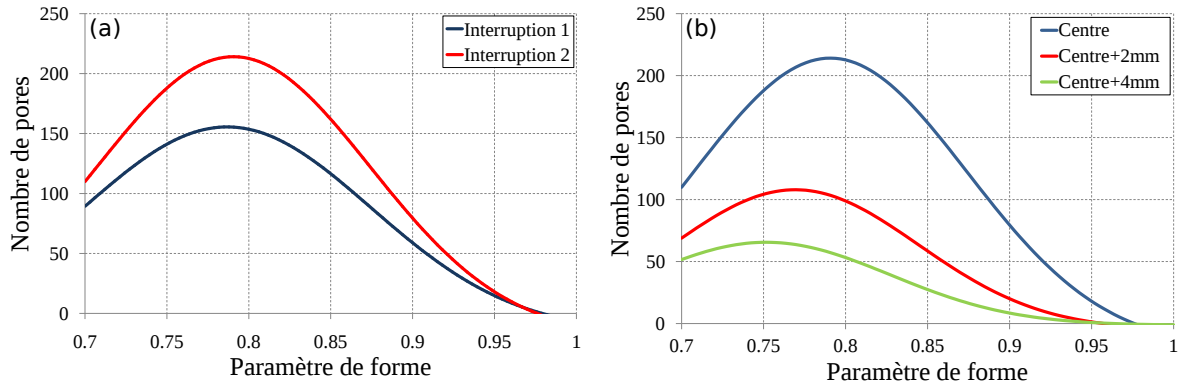 (a)
Interruption 1
Interruption 2
Nombre de pores
250
200
150
100
50
0
0.7 0.75 0.8 0.85 0.9 0.95 1
Paramètre de forme
(b)
Centre
Centre+2mm
Centre+4mm
Nombre de pores
250
200
150
100
50
0
0.7 0.75 0.8 0.85 0.9 0.95 1
Paramètre de forme